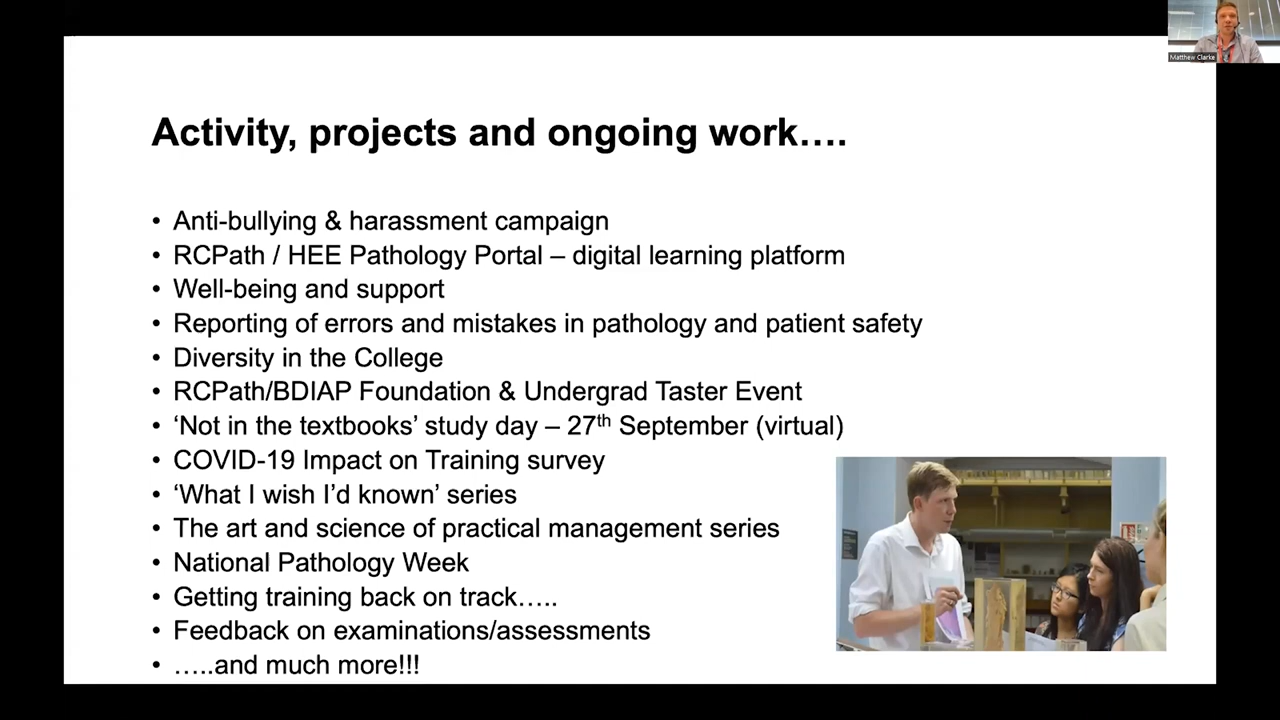 Matthew Clarke
Activity, projects and ongoing work….
• Anti-bullying & harassment campaign
• RCPath / HEE Pathology Portal – digital learning platform
• Well-being and support
• Reporting of errors and mistakes in pathology and patient safety
• Diversity in the College
• RCPath/BDIAP Foundation & Undergrad Taster Event
• ‘Not in the textbooks’ study day – 27th September (virtual)
• COVID-19 Impact on Training survey
• ‘What I wish I’d known’ series
• The art and science of practical management series
• National Pathology Week
• Getting training back on track…..
• Feedback on examinations/assessments
• …..and much more!!!